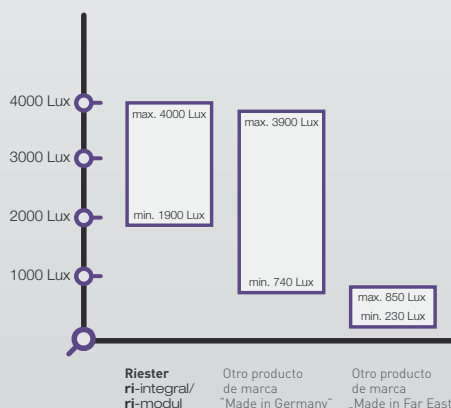 4000 Lux
3000 Lux
2000 Lux
1000 Lux
max. 4000 Lux
min. 1900 Lux
max. 3900 Lux
min. 740 Lux
max. 850 Lux
min. 230 Lux
Riester
ri-integral/
ri-modul
Otro producto
de marca
"Made in Germany"
Otro producto
de marca
„Made in Far East